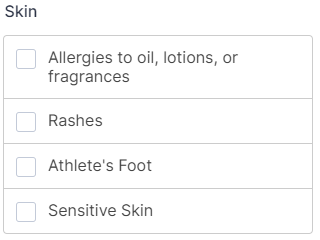 Skin
Allergies to oil, lotions, or
fragrances
Rashes
Athlete's Foot
Sensitive Skin